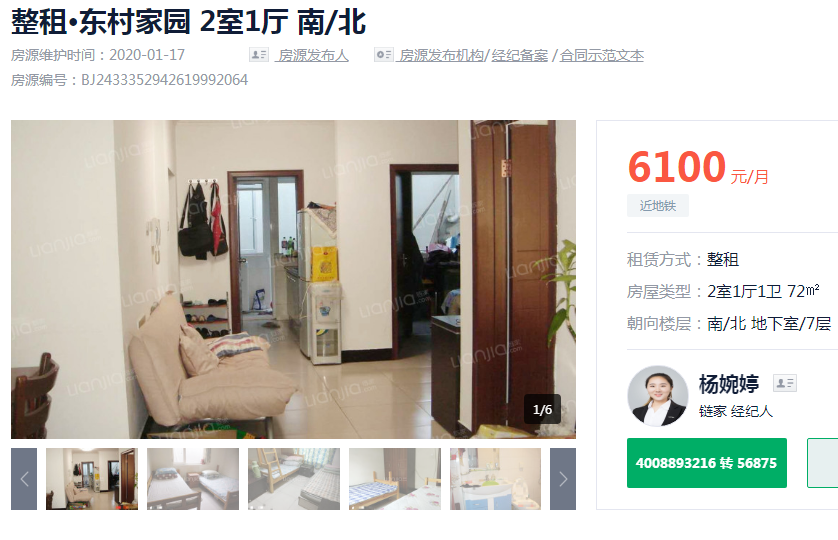 整租·东村家园 2室1厅 南/北
房源维护时间：2020-01-17 房源发布人 房源发布机构/经纪备案 /合同示范文本
房源编号：BJ2433352942619992064
lianjia
6100 元/月
近地铁
租赁方式：整租
房屋类型：2室1厅1卫 72㎡
朝向楼层：南/北 地下室/7层
杨婉婷
链家 经纪人
1/6
4008893216 转 56875